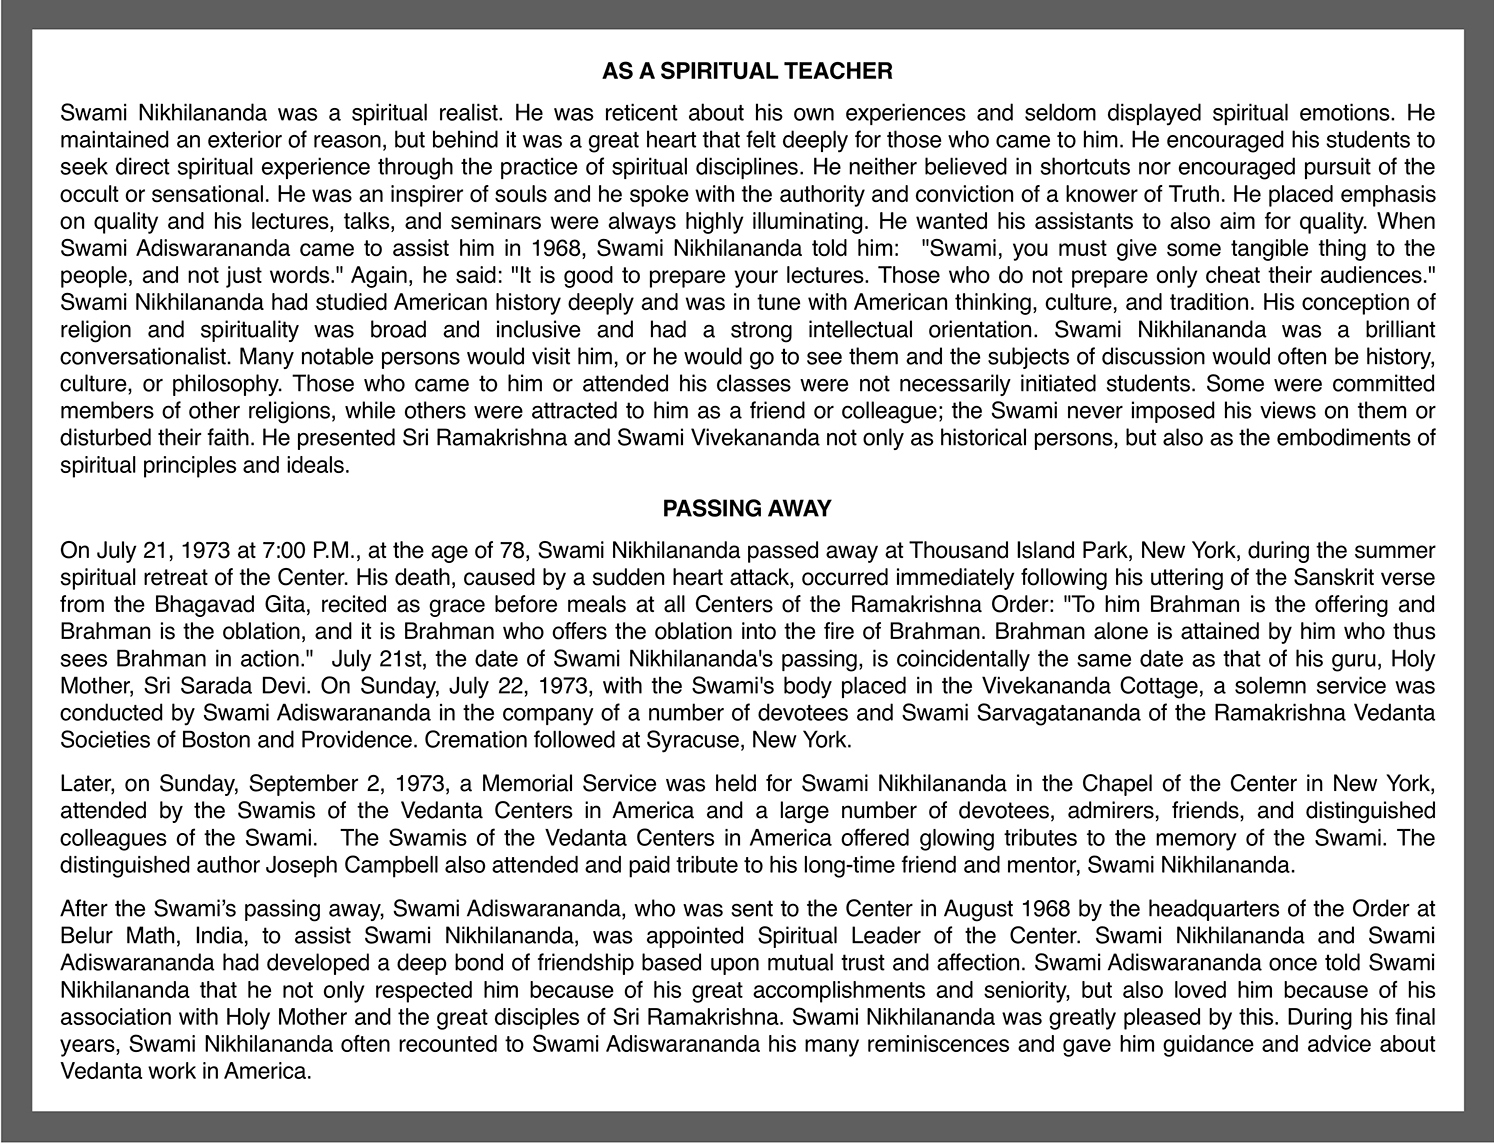 AS A SPIRITUAL TEACHER
Swami Nikhilananda was a spiritual realist. He was reticent about his own experiences and seldom displayed spiritual emotions. He
maintained an exterior of reason, but behind it was a great heart that felt deeply for those who came to him. He encouraged his students to
seek direct spiritual experience through the practice of spiritual disciplines. He neither believed in shortcuts nor encouraged pursuit of the
occult or sensational. He was an inspirer of souls and he spoke with the authority and conviction of a knower of Truth. He placed emphasis
on quality and his lectures, talks, and seminars were always highly illuminating. He wanted his assistants to also aim for quality. When
Swami Adiswarananda came to assist him in 1968, Swami Nikhilananda told him:  "Swami, you must give some tangible thing to the
people, and not just words." Again, he said: "It is good to prepare your lectures. Those who do not prepare only cheat their audiences."
Swami Nikhilananda had studied American history deeply and was in tune with American thinking, culture, and tradition. His conception of
religion and spirituality was broad and inclusive and had a strong intellectual orientation. Swami Nikhilananda was a brilliant
conversationalist. Many notable persons would visit him, or he would go to see them and the subjects of discussion would often be history,
culture, or philosophy. Those who came to him or attended his classes were not necessarily initiated students. Some were committed
members of other religions, while others were attracted to him as a friend or colleague; the Swami never imposed his views on them or
disturbed their faith. He presented Sri Ramakrishna and Swami Vivekananda not only as historical persons, but also as the embodiments of
spiritual principles and ideals.
PASSING AWAY
On July 21, 1973 at 7:00 P.M., at the age of 78, Swami Nikhilananda passed away at Thousand Island Park, New York, during the summer
spiritual retreat of the Center. His death, caused by a sudden heart attack, occurred immediately following his uttering of the Sanskrit verse
from the Bhagavad Gita, recited as grace before meals at all Centers of the Ramakrishna Order: "To him Brahman is the offering and
Brahman is the oblation, and it is Brahman who offers the oblation into the fire of Brahman. Brahman alone is attained by him who thus
sees Brahman in action."  July 21st, the date of Swami Nikhilananda's passing, is coincidentally the same date as that of his guru, Holy
Mother, Sri Sarada Devi. On Sunday, July 22, 1973, with the Swami's body placed in the Vivekananda Cottage, a solemn service was
conducted by Swami Adiswarananda in the company of a number of devotees and Swami Sarvagatananda of the Ramakrishna Vedanta
Societies of Boston and Providence. Cremation followed at Syracuse, New York.
Later, on Sunday, September 2, 1973, a Memorial Service was held for Swami Nikhilananda in the Chapel of the Center in New York,
attended by the Swamis of the Vedanta Centers in America and a large number of devotees, admirers, friends, and distinguished
colleagues of the Swami.  The Swamis of the Vedanta Centers in America offered glowing tributes to the memory of the Swami. The
distinguished author Joseph Campbell also attended and paid tribute to his long-time friend and mentor, Swami Nikhilananda.
After the Swami’s passing away, Swami Adiswarananda, who was sent to the Center in August 1968 by the headquarters of the Order at
Belur Math, India, to assist Swami Nikhilananda, was appointed Spiritual Leader of the Center. Swami Nikhilananda and Swami
Adiswarananda had developed a deep bond of friendship based upon mutual trust and affection. Swami Adiswarananda once told Swami
Nikhilananda that he not only respected him because of his great accomplishments and seniority, but also loved him because of his
association with Holy Mother and the great disciples of Sri Ramakrishna. Swami Nikhilananda was greatly pleased by this. During his final
years, Swami Nikhilananda often recounted to Swami Adiswarananda his many reminiscences and gave him guidance and advice about
Vedanta work in America.